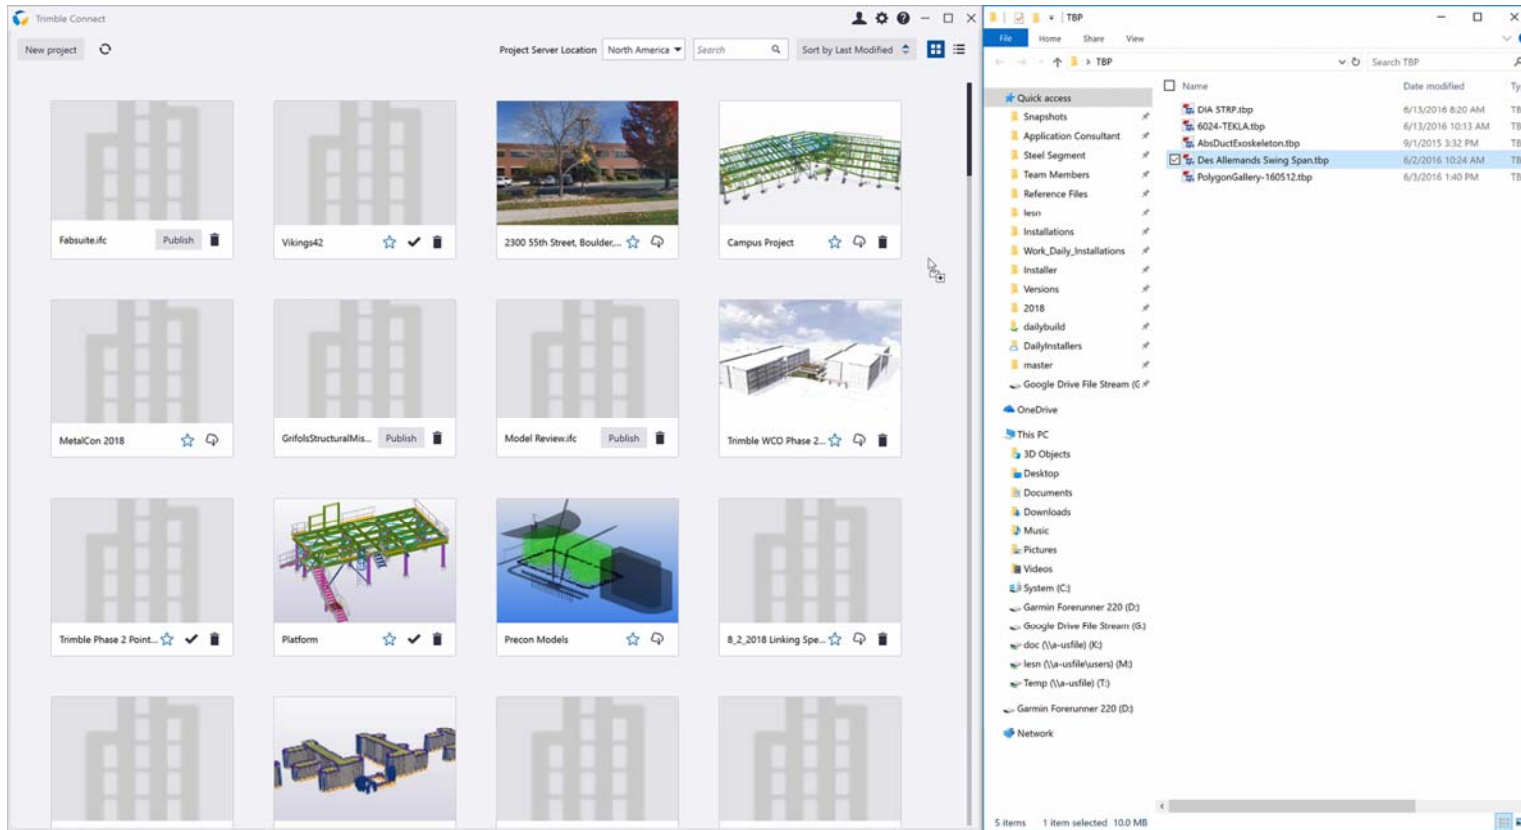 Trimble Connect
New project
Project Server Location North America Search Sort by Last Modified
Fabsuite.ifc Publish
Vikings42
2300 55th Street, Boulder,...
Campus Project
MetalCon 2018
GrifolsStructuralMis... Publish
Model Review.ifc Publish
Trimble WCO Phase 2...
Trimble Phase 2 Point...
Platform
Precon Models
8_2_2018 Linking Spe...
TBP
File Home Share View
> TBP
Search TBP
Name Date modified Ty
Quick access
Snapshots
Application Consultant
Steel Segment
Team Members
Reference Files
lesn
Installations
Work_Daily_Installations
Installer
Versions
2018
dailybuild
DailyInstallers
master
Google Drive File Stream (G
OneDrive
This PC
3D Objects
Desktop
Documents
Downloads
Music
Pictures
Videos
System (C:)
Garmin Forerunner 220 (D:)
Google Drive File Stream (G:)
doc (\\a-usfile) (K:)
lesn (\\a-usfile\users) (M:)
Temp (\\a-usfile) (T:)
Garmin Forerunner 220 (D:)
Network
DIA STRP.tbp 6/13/2016 8:20 AM TB
6024-TEKLA.tbp 6/13/2016 10:13 AM TB
AbsDuctExoskeleton.tbp 9/1/2015 3:32 PM TB
Des Allemands Swing Span.tbp 6/2/2016 10:24 AM TB
PolygonGallery-160512.tbp 6/3/2016 1:40 PM TB
5 items 1 item selected 10.0 MB